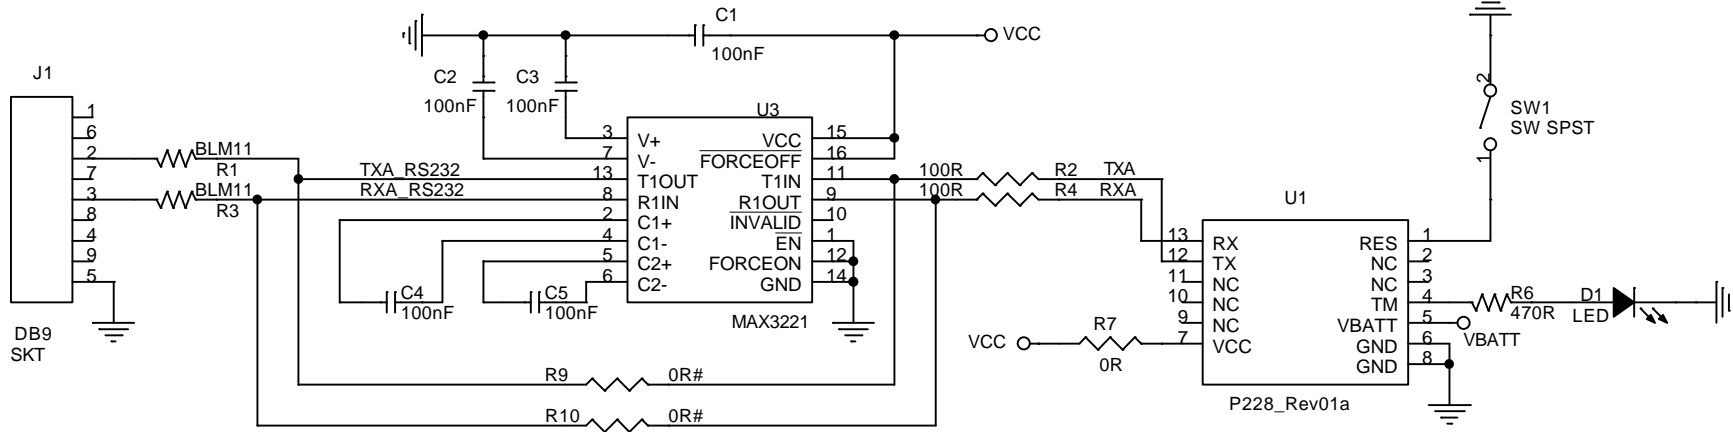 C1
100nF
VCC
J1
C2
100nF
C3
100nF
2
SW1
SW SPST
1
1
6
2
7
3
8
4
9
5
BLM11
R1
BLM11
R3
TXA_RS232
RXA_RS232
U3
3
7
13
8
2
4
5
6
V+
V-
T1OUT
R1IN
C1+
C1-
C2+
C2-
VCC
FORCEOFF
T1IN
R1OUT
INVALID
EN
FORCEON
GND
15
16
11
9
10
1
12
14
MAX3221
C4
100nF
C5
100nF
100R
R2
TXA
100R
R4
RXA
U1
13
12
11
10
9
7
RX
TX
NC
NC
NC
VCC
RES
NC
NC
TM
VBATT
GND
GND
1
2
3
4
5
6
8
R6
470R
D1
LED
VBATT
VCC
R7
0R
P228_Rev01a
DB9
SKT
R9
0R#
R10
0R#